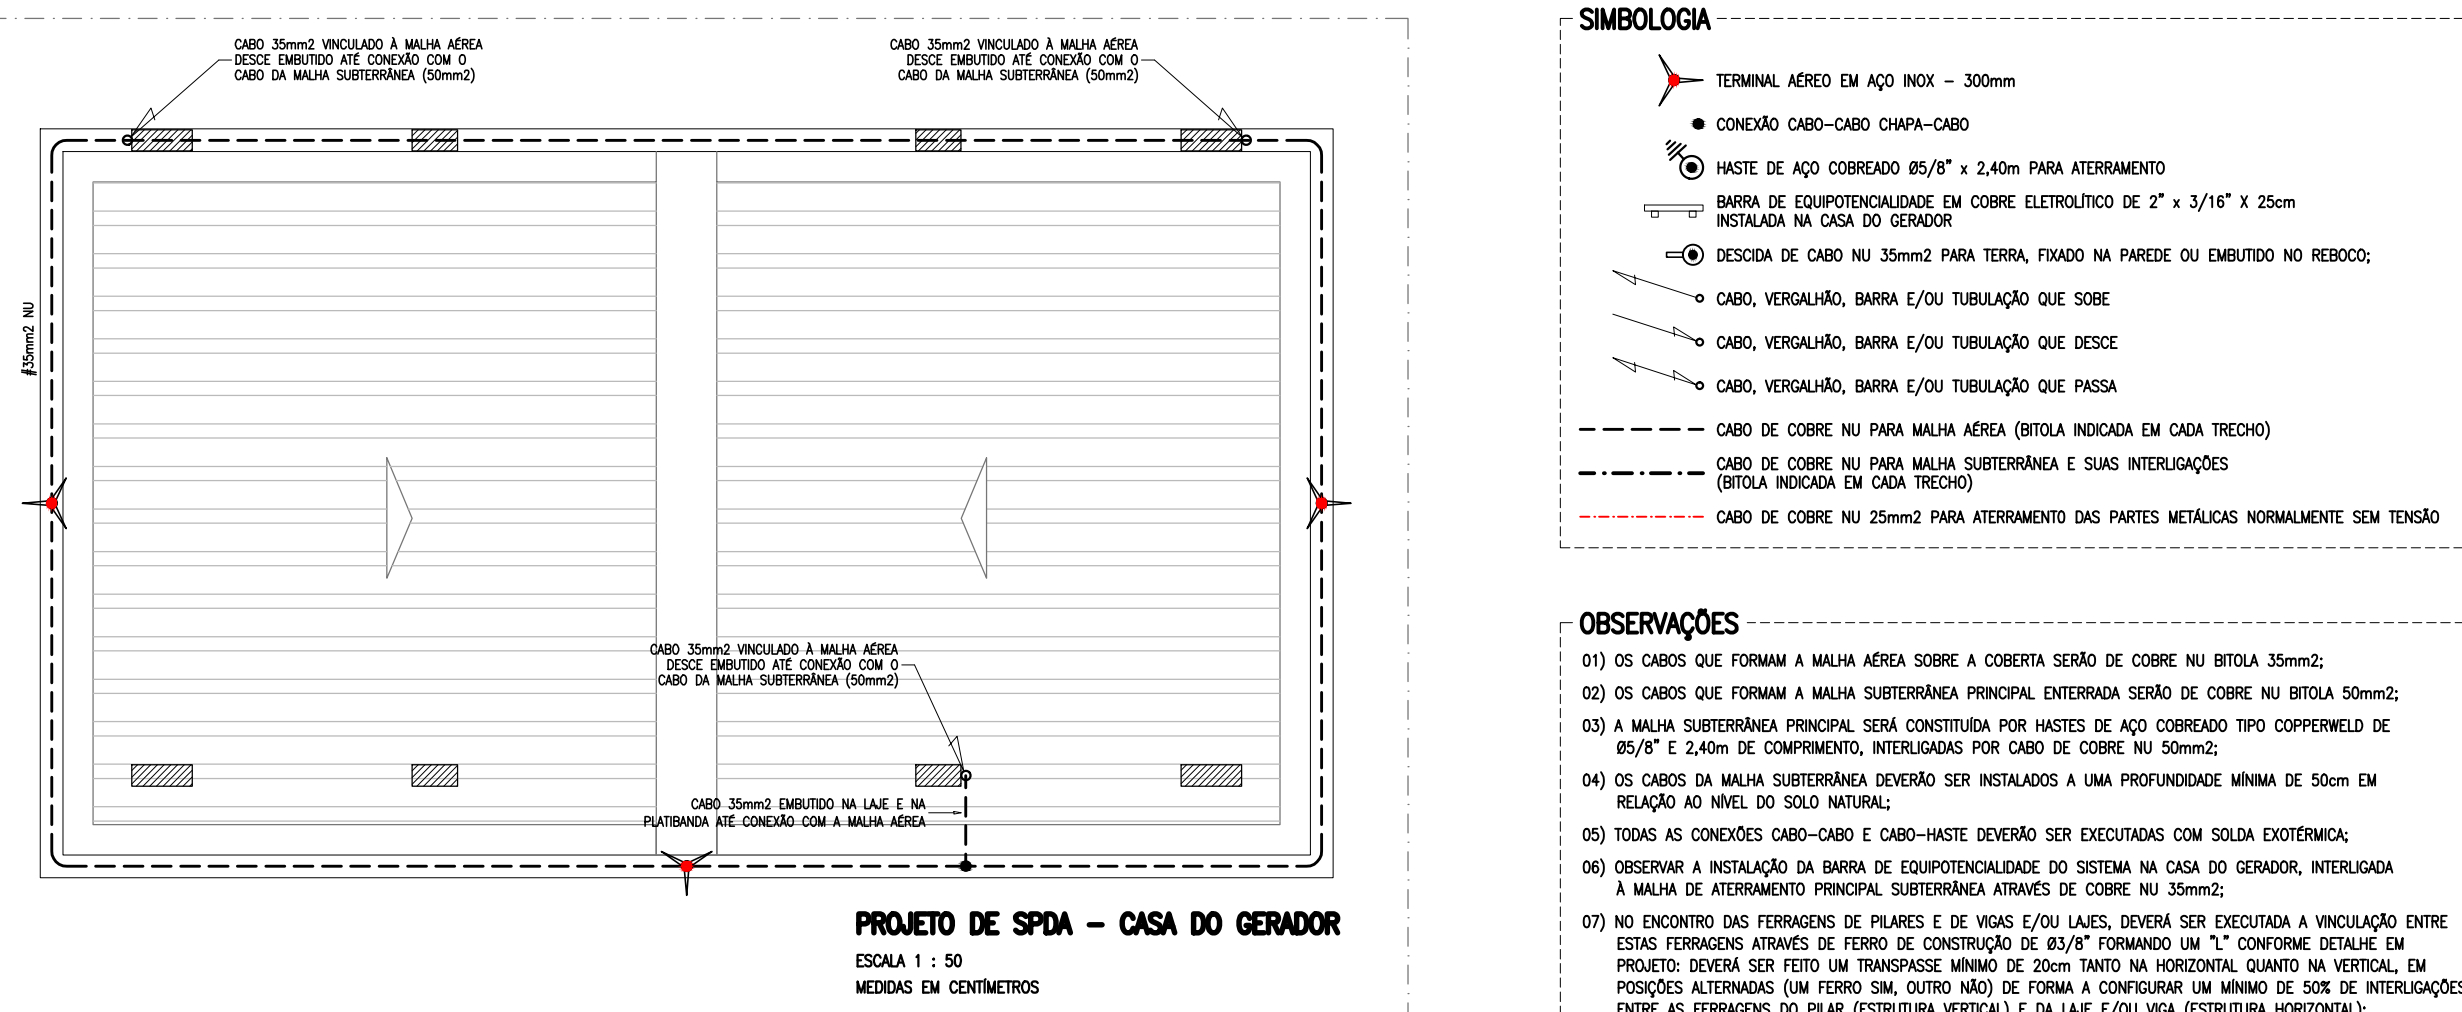 CABO 35mm2 VINCULADO À MALHA AÉREA
DESCE EMBUTIDO ATÉ CONEXÃO COM O
CABO DA MALHA SUBTERRÂNEA (50mm2)
CABO 35mm2 VINCULADO À MALHA AÉREA
DESCE EMBUTIDO ATÉ CONEXÃO COM O
CABO DA MALHA SUBTERRÂNEA (50mm2)
#35mm2 NU
CABO 35mm2 VINCULADO À MALHA AÉREA
DESCE EMBUTIDO ATÉ CONEXÃO COM O
CABO DA MALHA SUBTERRÂNEA (50mm2)
CABO 35mm2 EMBUTIDO NA LAJE E NA
PLATIBANDA ATÉ CONEXÃO COM A MALHA AÉREA
PROJETO DE SPDA - CASA DO GERADOR
ESCALA 1 : 50
MEDIDAS EM CENTÍMETROS
SIMBOLOGIA
TERMINAL AÉREO EM AÇO INOX - 300mm
CONEXÃO CABO-CABO CHAPA-CABO
HASTE DE AÇO COBREADO Ø5/8" x 2,40m PARA ATERRAMENTO
BARRA DE EQUIPOTENCIALIDADE EM COBRE ELETROLÍTICO DE 2" x 3/16" X 25cm
INSTALADA NA CASA DO GERADOR
DESCIDA DE CABO NU 35mm2 PARA TERRA, FIXADO NA PAREDE OU EMBUTIDO NO REBOCO;
CABO, VERGALHÃO, BARRA E/OU TUBULAÇÃO QUE SOBE
CABO, VERGALHÃO, BARRA E/OU TUBULAÇÃO QUE DESCE
CABO, VERGALHÃO, BARRA E/OU TUBULAÇÃO QUE PASSA
CABO DE COBRE NU PARA MALHA AÉREA (BITOLA INDICADA EM CADA TRECHO)
CABO DE COBRE NU PARA MALHA SUBTERRÂNEA E SUAS INTERLIGAÇÕES
(BITOLA INDICADA EM CADA TRECHO)
CABO DE COBRE NU 25mm2 PARA ATERRAMENTO DAS PARTES METÁLICAS NORMALMENTE SEM TENSÃO
OBSERVAÇÕES
01) OS CABOS QUE FORMAM A MALHA AÉREA SOBRE A COBERTA SERÃO DE COBRE NU BITOLA 35mm2;
02) OS CABOS QUE FORMAM A MALHA SUBTERRÂNEA PRINCIPAL ENTERRADA SERÃO DE COBRE NU BITOLA 50mm2;
03) A MALHA SUBTERRÂNEA PRINCIPAL SERÁ CONSTITUÍDA POR HASTES DE AÇO COBREADO TIPO COPPERWELD DE
Ø5/8" E 2,40m DE COMPRIMENTO, INTERLIGADAS POR CABO DE COBRE NU 50mm2;
04) OS CABOS DA MALHA SUBTERRÂNEA DEVERÃO SER INSTALADOS A UMA PROFUNDIDADE MÍNIMA DE 50cm EM
RELAÇÃO AO NÍVEL DO SOLO NATURAL;
05) TODAS AS CONEXÕES CABO-CABO E CABO-HASTE DEVERÃO SER EXECUTADAS COM SOLDA EXOTÉRMICA;
06) OBSERVAR A INSTALAÇÃO DA BARRA DE EQUIPOTENCIALIDADE DO SISTEMA NA CASA DO GERADOR, INTERLIGADA
À MALHA DE ATERRAMENTO PRINCIPAL SUBTERRÂNEA ATRAVÉS DE COBRE NU 35mm2;
07) NO ENCONTRO DAS FERRAGENS DE PILARES E DE VIGAS E/OU LAJES, DEVERÁ SER EXECUTADA A VINCULAÇÃO ENTRE
ESTAS FERRAGENS ATRAVÉS DE FERRO DE CONSTRUÇÃO DE Ø3/8" FORMANDO UM "L" CONFORME DETALHE EM
PROJETO: DEVERÁ SER FEITO UM TRANSPASSE MÍNIMO DE 20cm TANTO NA HORIZONTAL QUANTO NA VERTICAL, EM
POSIÇÕES ALTERNADAS (UM FERRO SIM, OUTRO NÃO) DE FORMA A CONFIGURAR UM MÍNIMO DE 50% DE INTERLIGAÇÕES
ENTRE AS FERRAGENS DO PILAR (ESTRUTURA VERTICAL) E DA LAJE E/OU VIGA (ESTRUTURA HORIZONTAL);